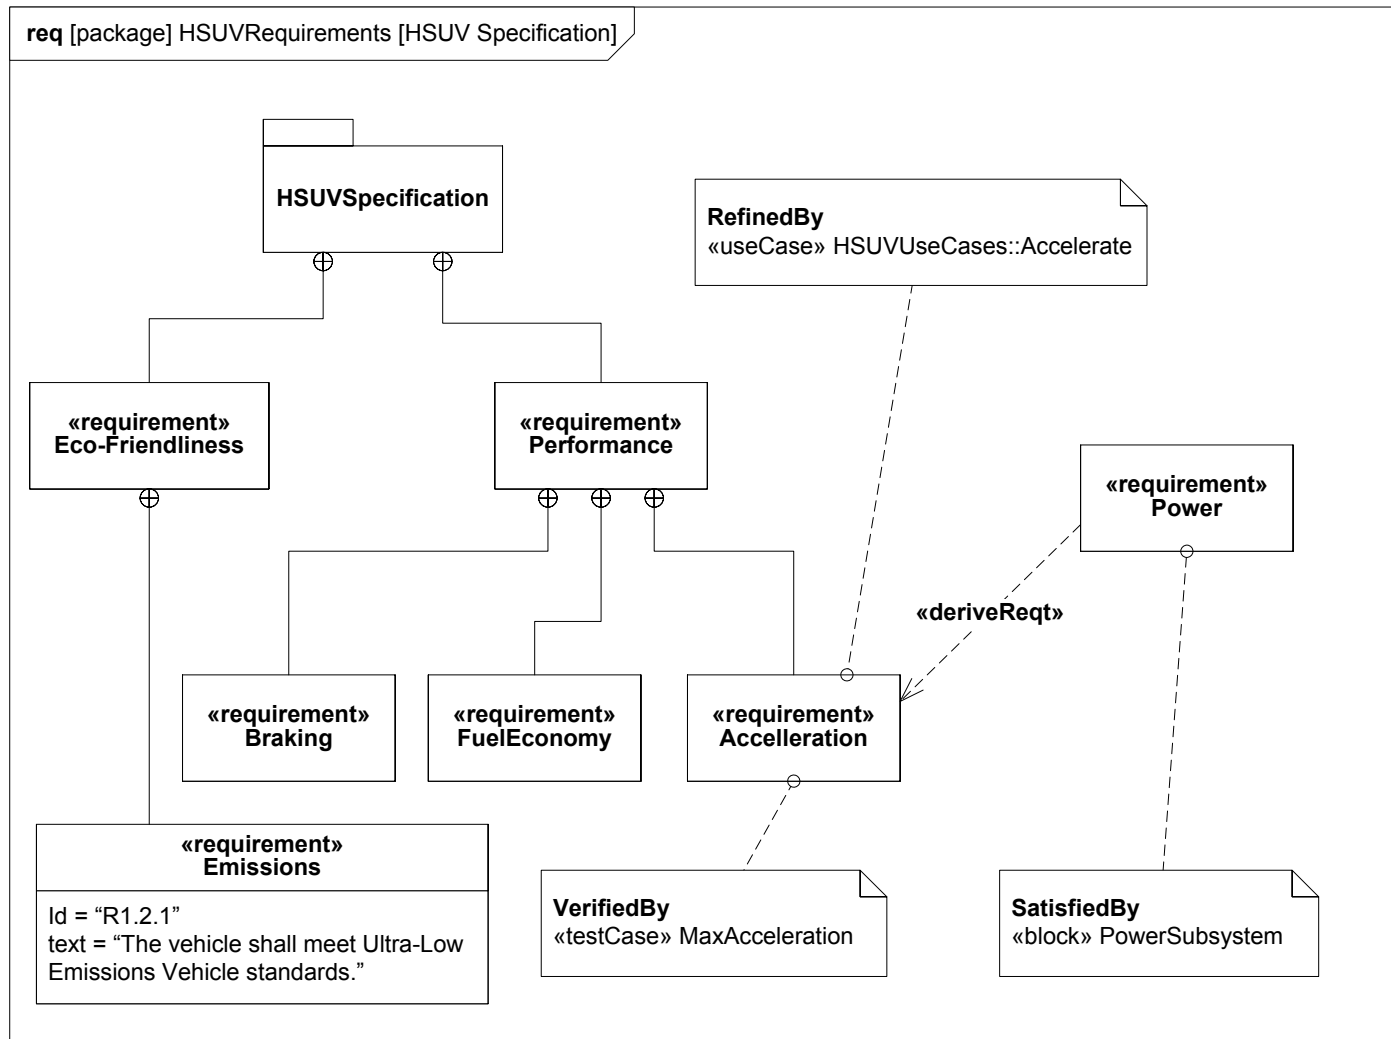 req [package] HSUVRequirements [HSUV Specification]
HSUVSpecification
RefinedBy
«useCase» HSUVUseCases::Accelerate
«requirement»
Eco-Friendliness
«requirement»
Performance
«requirement»
Power
«deriveReqt»
«requirement»
Braking
«requirement»
FuelEconomy
«requirement»
Accelleration
«requirement»
Emissions
Id = “R1.2.1”
text = “The vehicle shall meet Ultra-Low
Emissions Vehicle standards.”
VerifiedBy
«testCase» MaxAcceleration
SatisfiedBy
«block» PowerSubsystem